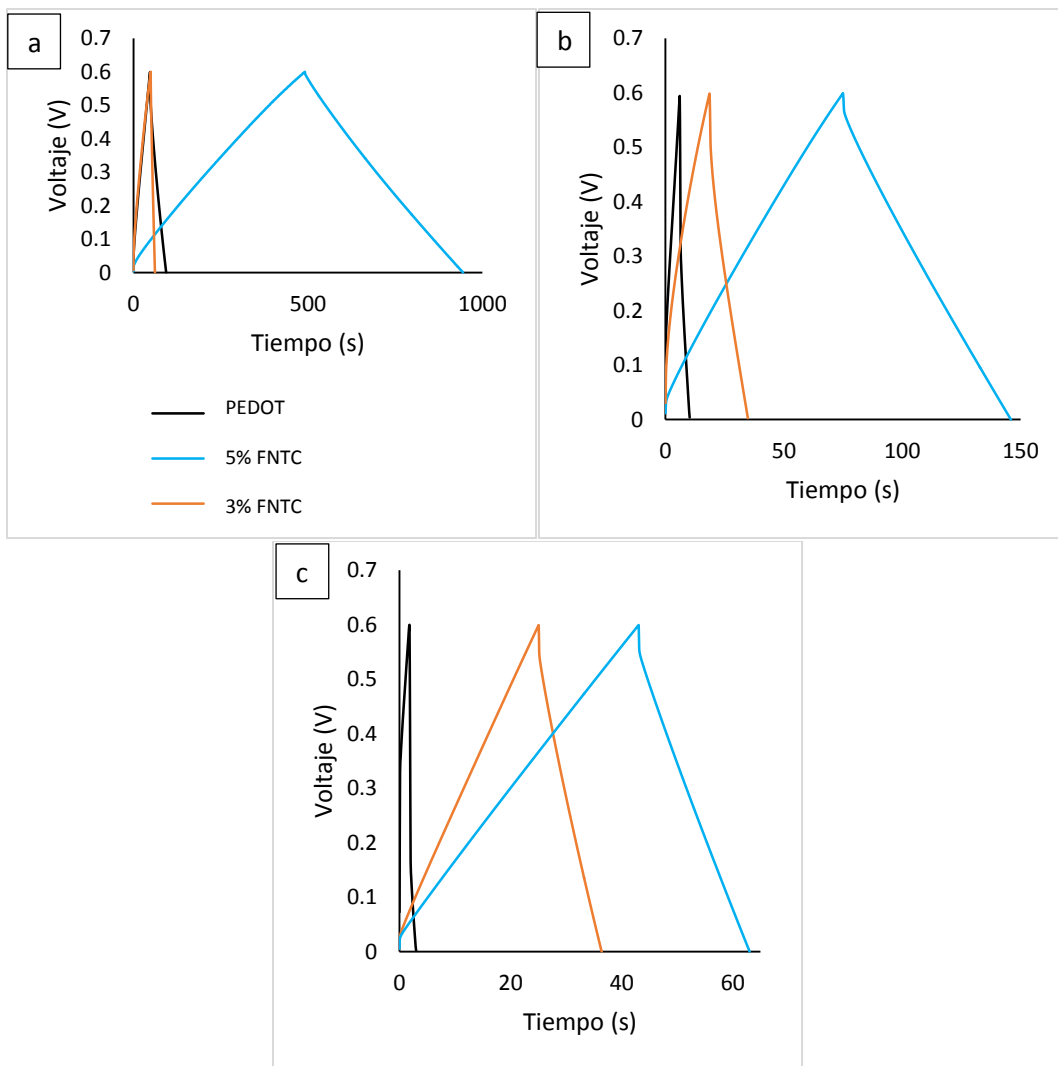 a
0.7
0.6
0.5
0.4
0.3
0.2
0.1
0
0 500 1000
Voltaje (V)
Tiempo (s)
PEDOT
5% FNTC
3% FNTC
b
0.7
0.6
0.5
0.4
0.3
0.2
0.1
0
0 50 100 150
Voltaje (V)
Tiempo (s)
c
0.7
0.6
0.5
0.4
0.3
0.2
0.1
0
0 20 40 60
Voltaje (V)
Tiempo (s)